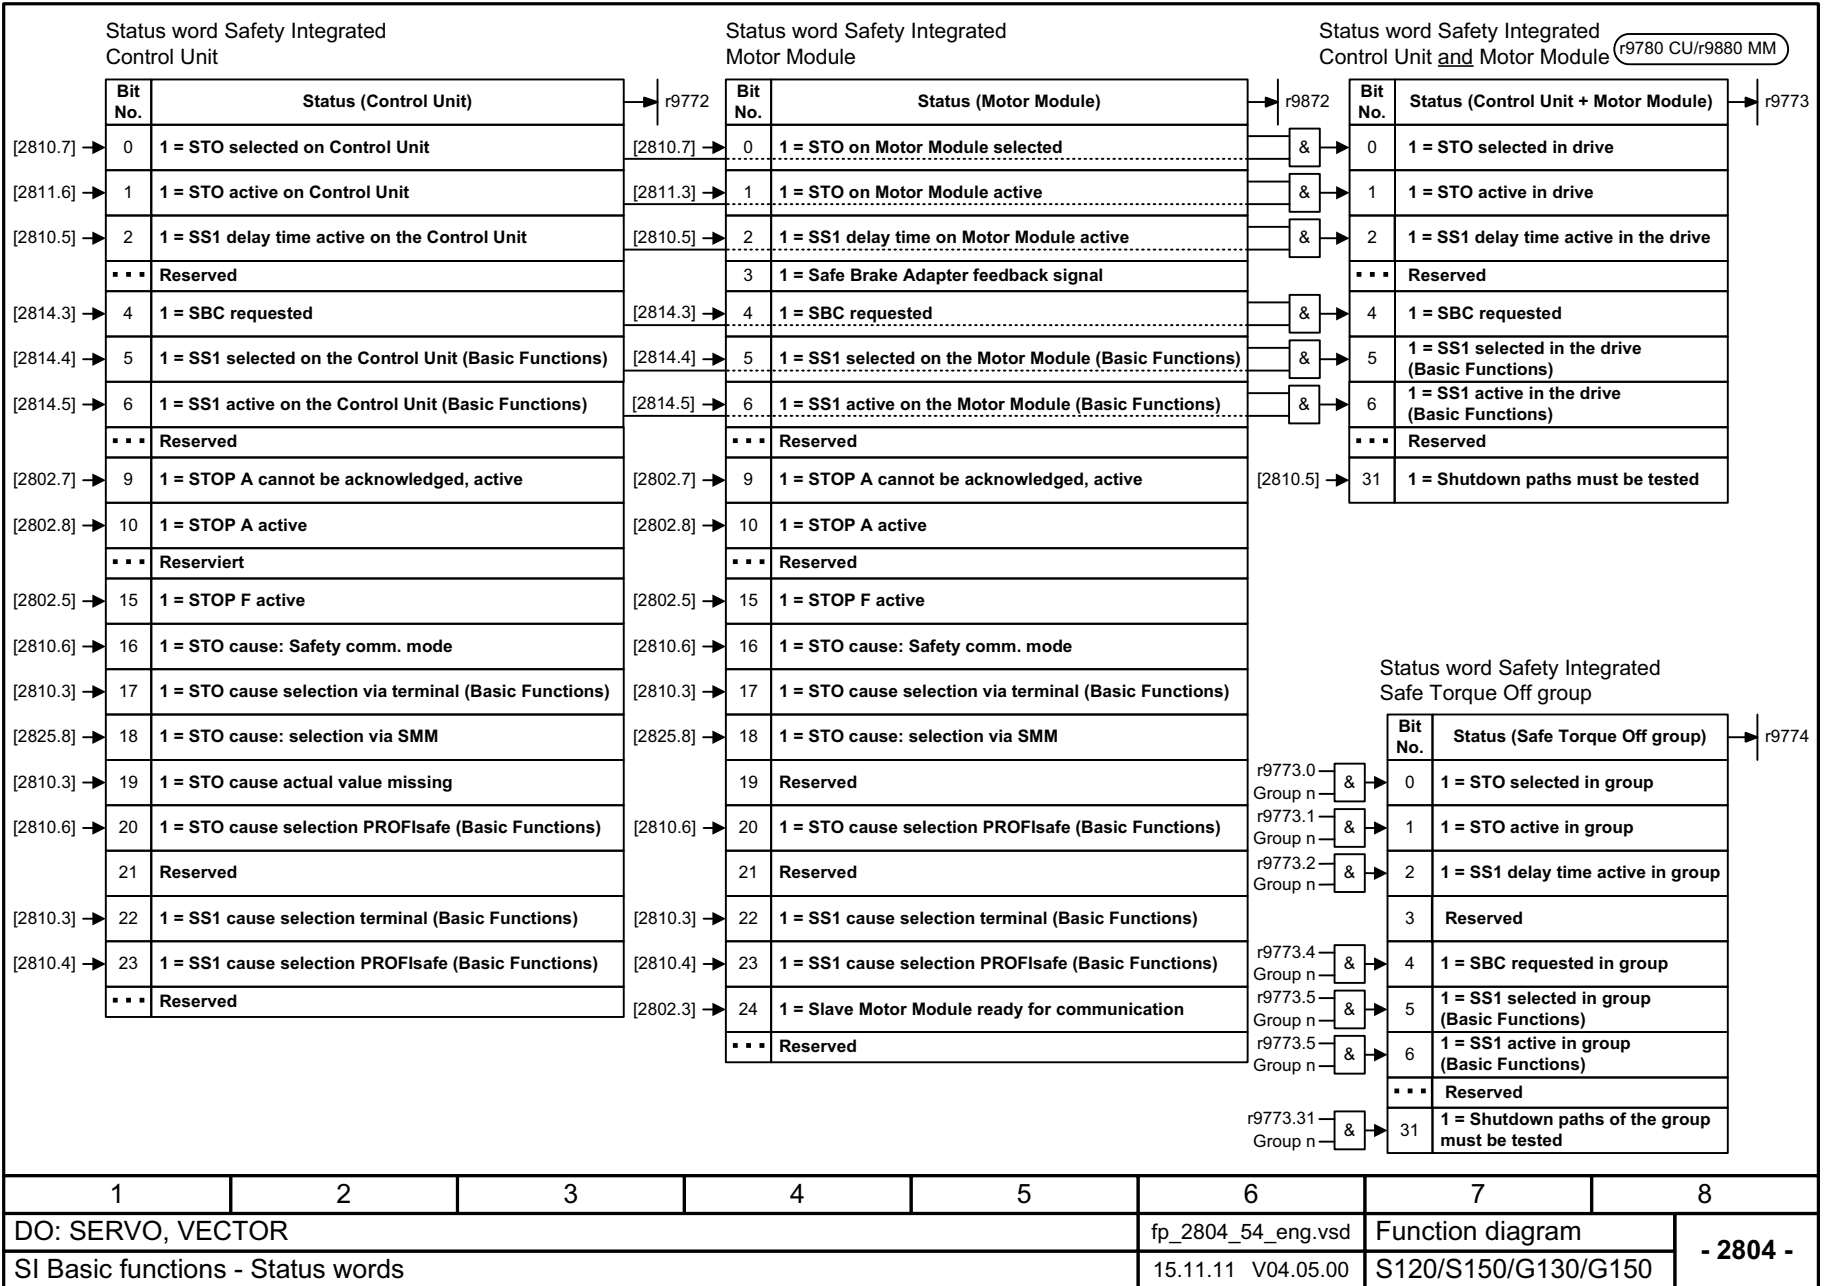 Status word Safety Integrated
Control Unit
Bit
No.
Status (Control Unit)
r9772
[2810.7] 0 1 = STO selected on Control Unit
[2811.6] 1 1 = STO active on Control Unit
[2810.5] 2 1 = SS1 delay time active on the Control Unit
Reserved
[2814.3] 4 1 = SBC requested
[2814.4] 5 1 = SS1 selected on the Control Unit (Basic Functions)
[2814.5] 6 1 = SS1 active on the Control Unit (Basic Functions)
Reserved
[2802.7] 9 1 = STOP A cannot be acknowledged, active
[2802.8] 10 1 = STOP A active
Reserviert
[2802.5] 15 1 = STOP F active
[2810.6] 16 1 = STO cause: Safety comm. mode
[2810.3] 17 1 = STO cause selection via terminal (Basic Functions)
[2825.8] 18 1 = STO cause: selection via SMM
[2810.3] 19 1 = STO cause actual value missing
[2810.6] 20 1 = STO cause selection PROFIsafe (Basic Functions)
21 Reserved
[2810.3] 22 1 = SS1 cause selection terminal (Basic Functions)
[2810.4] 23 1 = SS1 cause selection PROFIsafe (Basic Functions)
Reserved
Status word Safety Integrated
Motor Module
Bit
No.
Status (Motor Module)
r9872
[2810.7] 0 1 = STO on Motor Module selected
[2811.3] 1 1 = STO on Motor Module active
[2810.5] 2 1 = SS1 delay time on Motor Module active
3 1 = Safe Brake Adapter feedback signal
[2814.3] 4 1 = SBC requested
[2814.4] 5 1 = SS1 selected on the Motor Module (Basic Functions)
[2814.5] 6 1 = SS1 active on the Motor Module (Basic Functions)
Reserved
[2802.7] 9 1 = STOP A cannot be acknowledged, active
[2802.8] 10 1 = STOP A active
Reserved
[2802.5] 15 1 = STOP F active
[2810.6] 16 1 = STO cause: Safety comm. mode
[2810.3] 17 1 = STO cause selection via terminal (Basic Functions)
[2825.8] 18 1 = STO cause: selection via SMM
19 Reserved
[2810.6] 20 1 = STO cause selection PROFIsafe (Basic Functions)
21 Reserved
[2810.3] 22 1 = SS1 cause selection terminal (Basic Functions)
[2810.4] 23 1 = SS1 cause selection PROFIsafe (Basic Functions)
[2802.3] 24 1 = Slave Motor Module ready for communication
Reserved
Status word Safety Integrated
Control Unit and Motor Module
r9780 CU/r9880 MM
Bit
No.
Status (Control Unit + Motor Module)
r9773
& 0 1 = STO selected in drive
& 1 1 = STO active in drive
& 2 1 = SS1 delay time active in the drive
Reserved
& 4 1 = SBC requested
& 5 1 = SS1 selected in the drive
(Basic Functions)
& 6 1 = SS1 active in the drive
(Basic Functions)
Reserved
[2810.5] 31 1 = Shutdown paths must be tested
Status word Safety Integrated
Safe Torque Off group
Bit
No.
Status (Safe Torque Off group)
r9774
r9773.0
Group n
& 0 1 = STO selected in group
r9773.1
Group n
& 1 1 = STO active in group
r9773.2
Group n
& 2 1 = SS1 delay time active in group
3 Reserved
r9773.4
Group n
& 4 1 = SBC requested in group
r9773.5
Group n
& 5 1 = SS1 selected in group
(Basic Functions)
r9773.5
Group n
& 6 1 = SS1 active in group
(Basic Functions)
Reserved
r9773.31
Group n
& 31 1 = Shutdown paths of the group
must be tested
1 2 3 4 5 6 7 8
DO: SERVO, VECTOR
fp_2804_54_eng.vsd
Function diagram
- 2804 -
SI Basic functions - Status words
15.11.11 V04.05.00
S120/S150/G130/G150